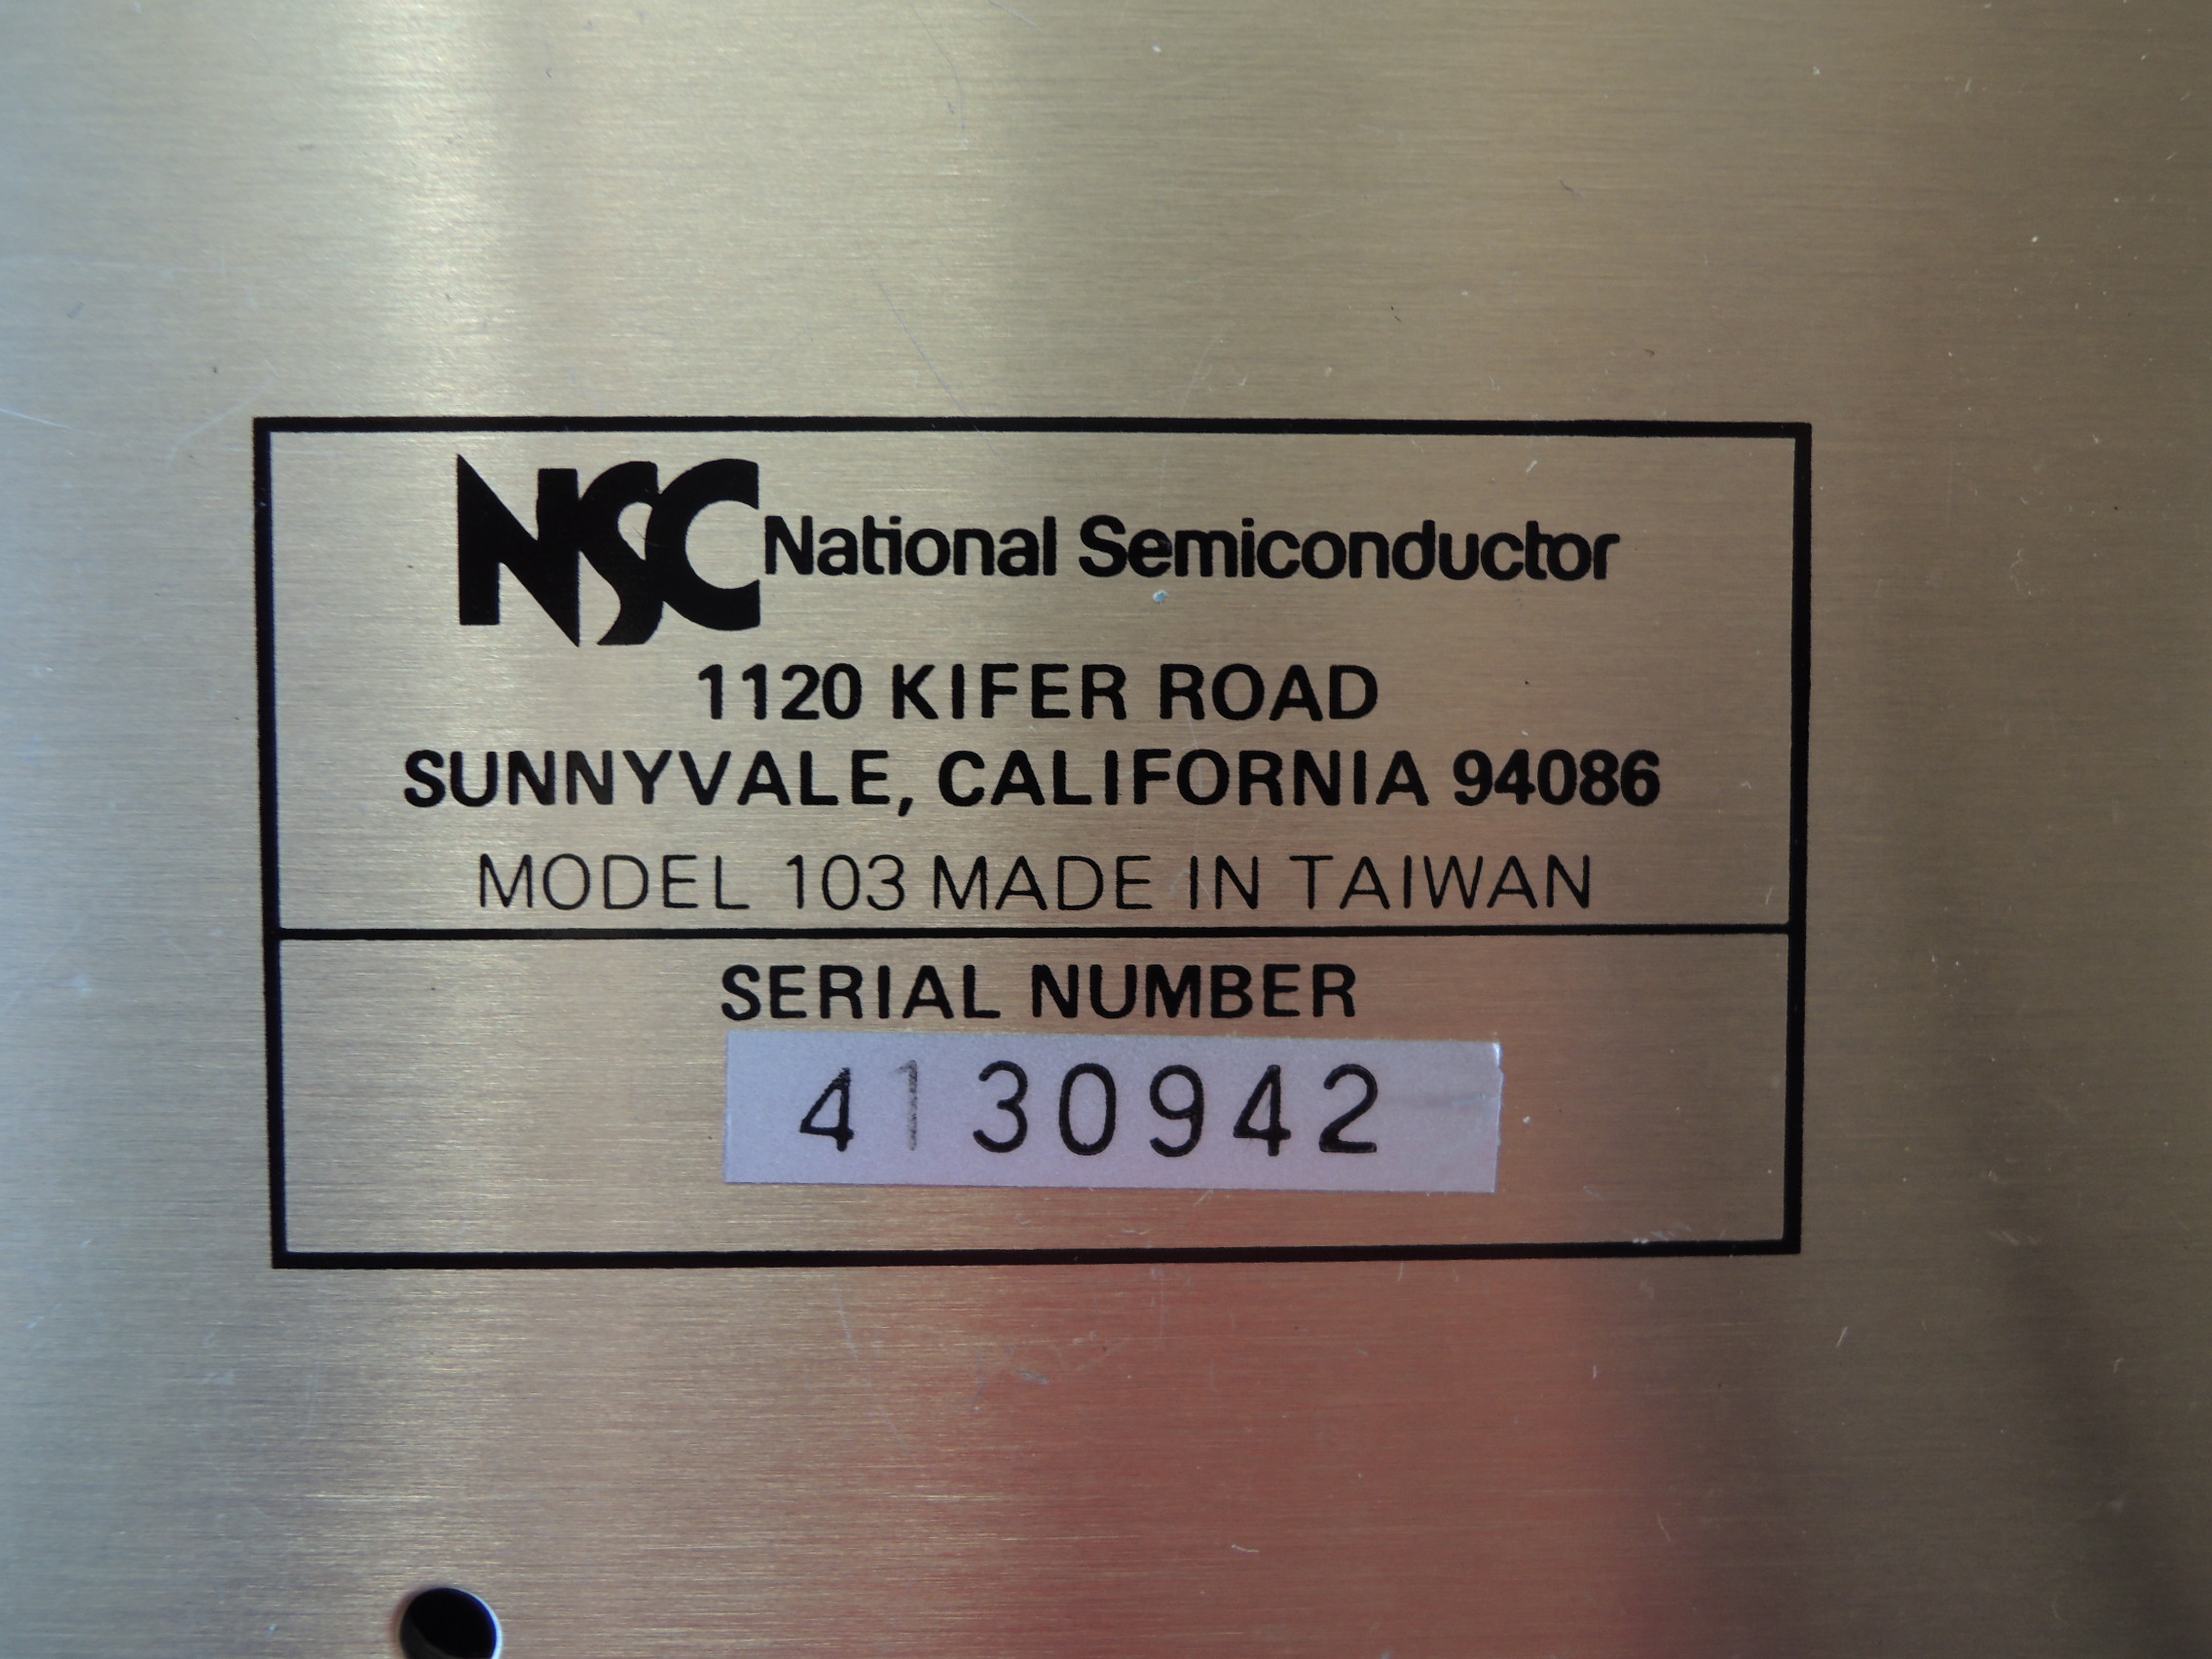 NSC National Semiconductor
1120 KIFER ROAD
SUNNYVALE, CALIFORNIA 94086
MODEL 103 MADE IN TAIWAN
SERIAL NUMBER
4130942